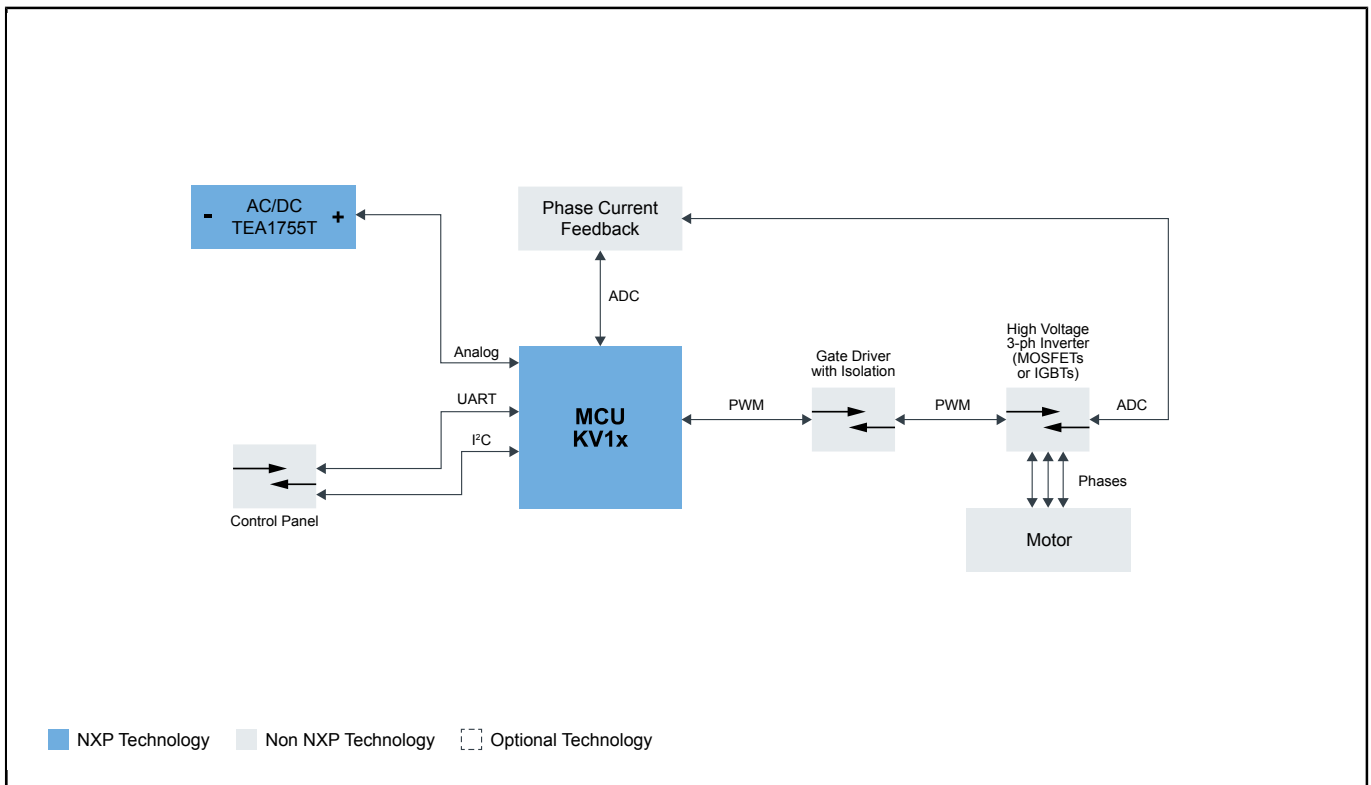 - AC/DC +
TEA1755T
Phase Current
Feedback
ADC
High Voltage
3-ph Inverter
(MOSFETs
or IGBTs)
Gate Driver
with Isolation
Analog
UART
I²C
MCU
KV1x
PWM
PWM
ADC
Control Panel
Phases
Motor
NXP Technology
Non NXP Technology
Optional Technology